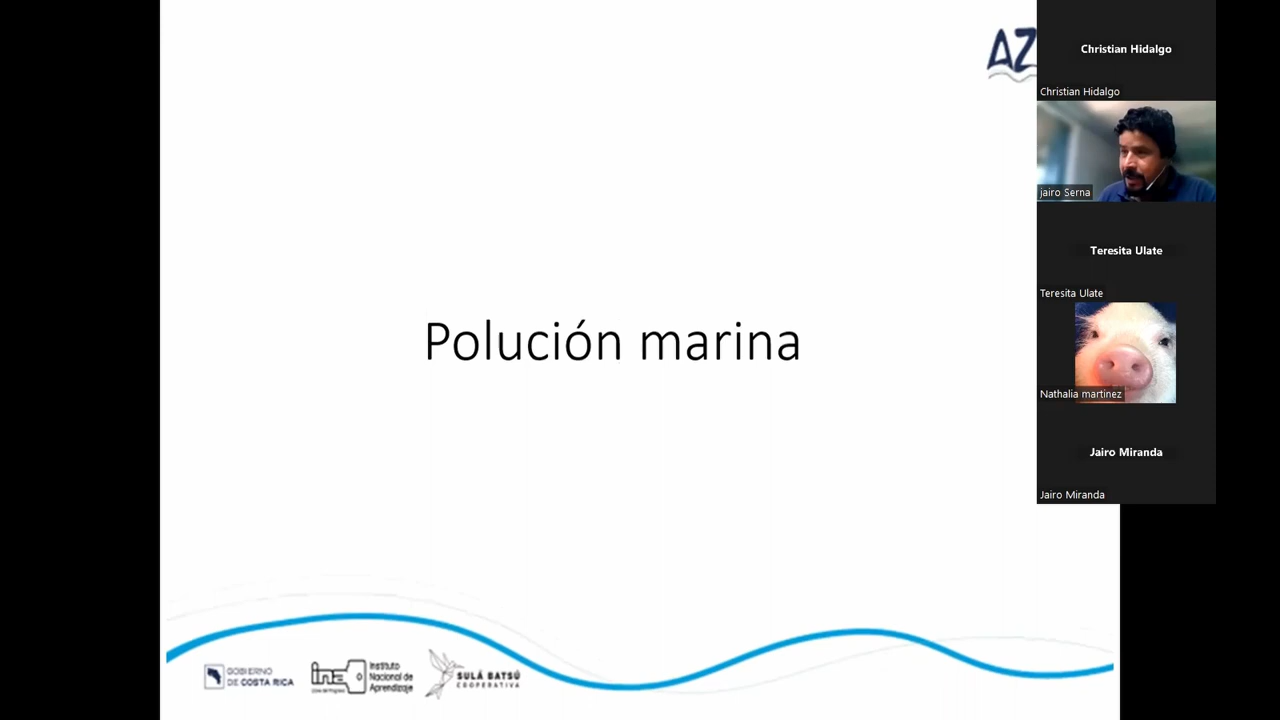 AZ
Christian Hidalgo
Christian Hidalgo
jairo Serna
Teresita Ulate
Teresita Ulate
Nathalia martinez
Jairo Miranda
Jairo Miranda
Polución marina
GOBIERNO
DE COSTA RICA
ina
Instituto
Nacional de
Aprendizaje
SULÁ BATSÚ
COOPERATIVA